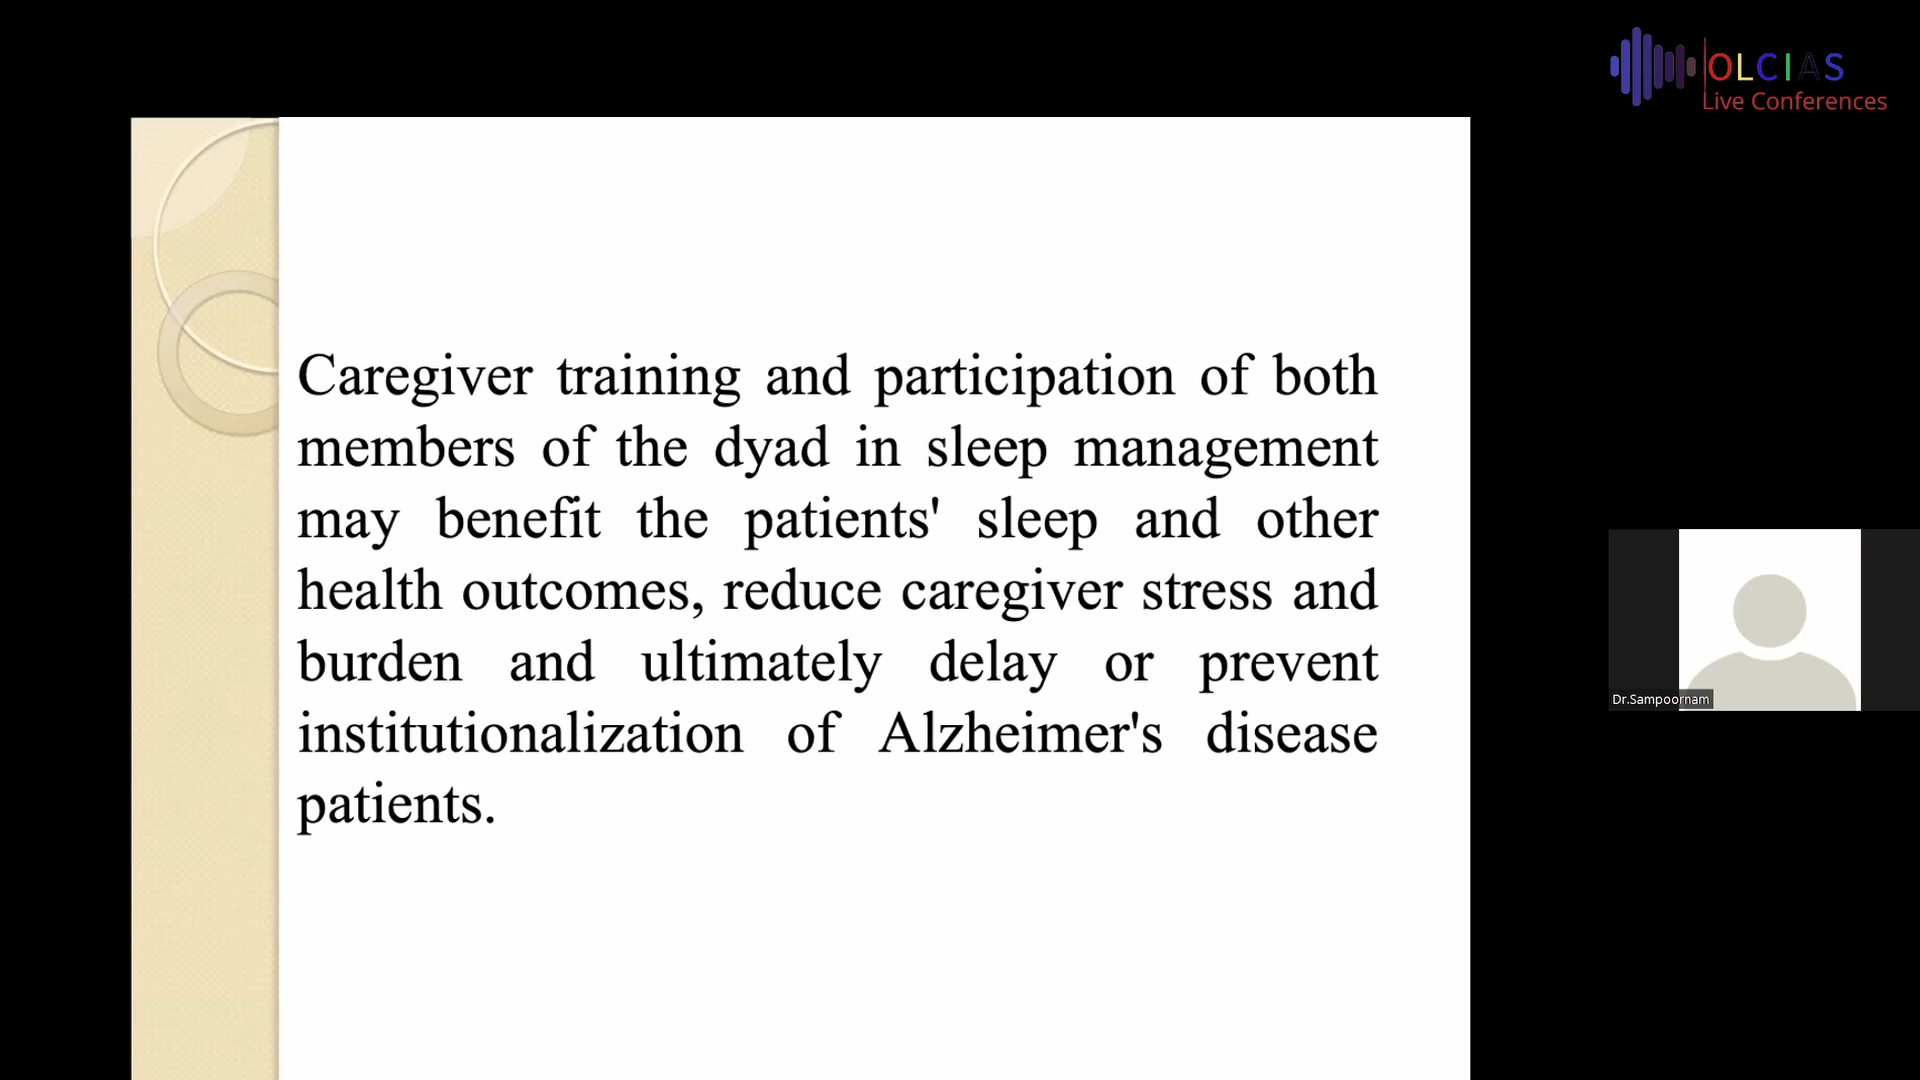 OLCIAS
Live Conferences
Caregiver training and participation of both
members of the dyad in sleep management
may benefit the patients' sleep and other
health outcomes, reduce caregiver stress and
burden and ultimately delay or prevent
institutionalization of Alzheimer's disease
patients.
Dr.Sampoornam